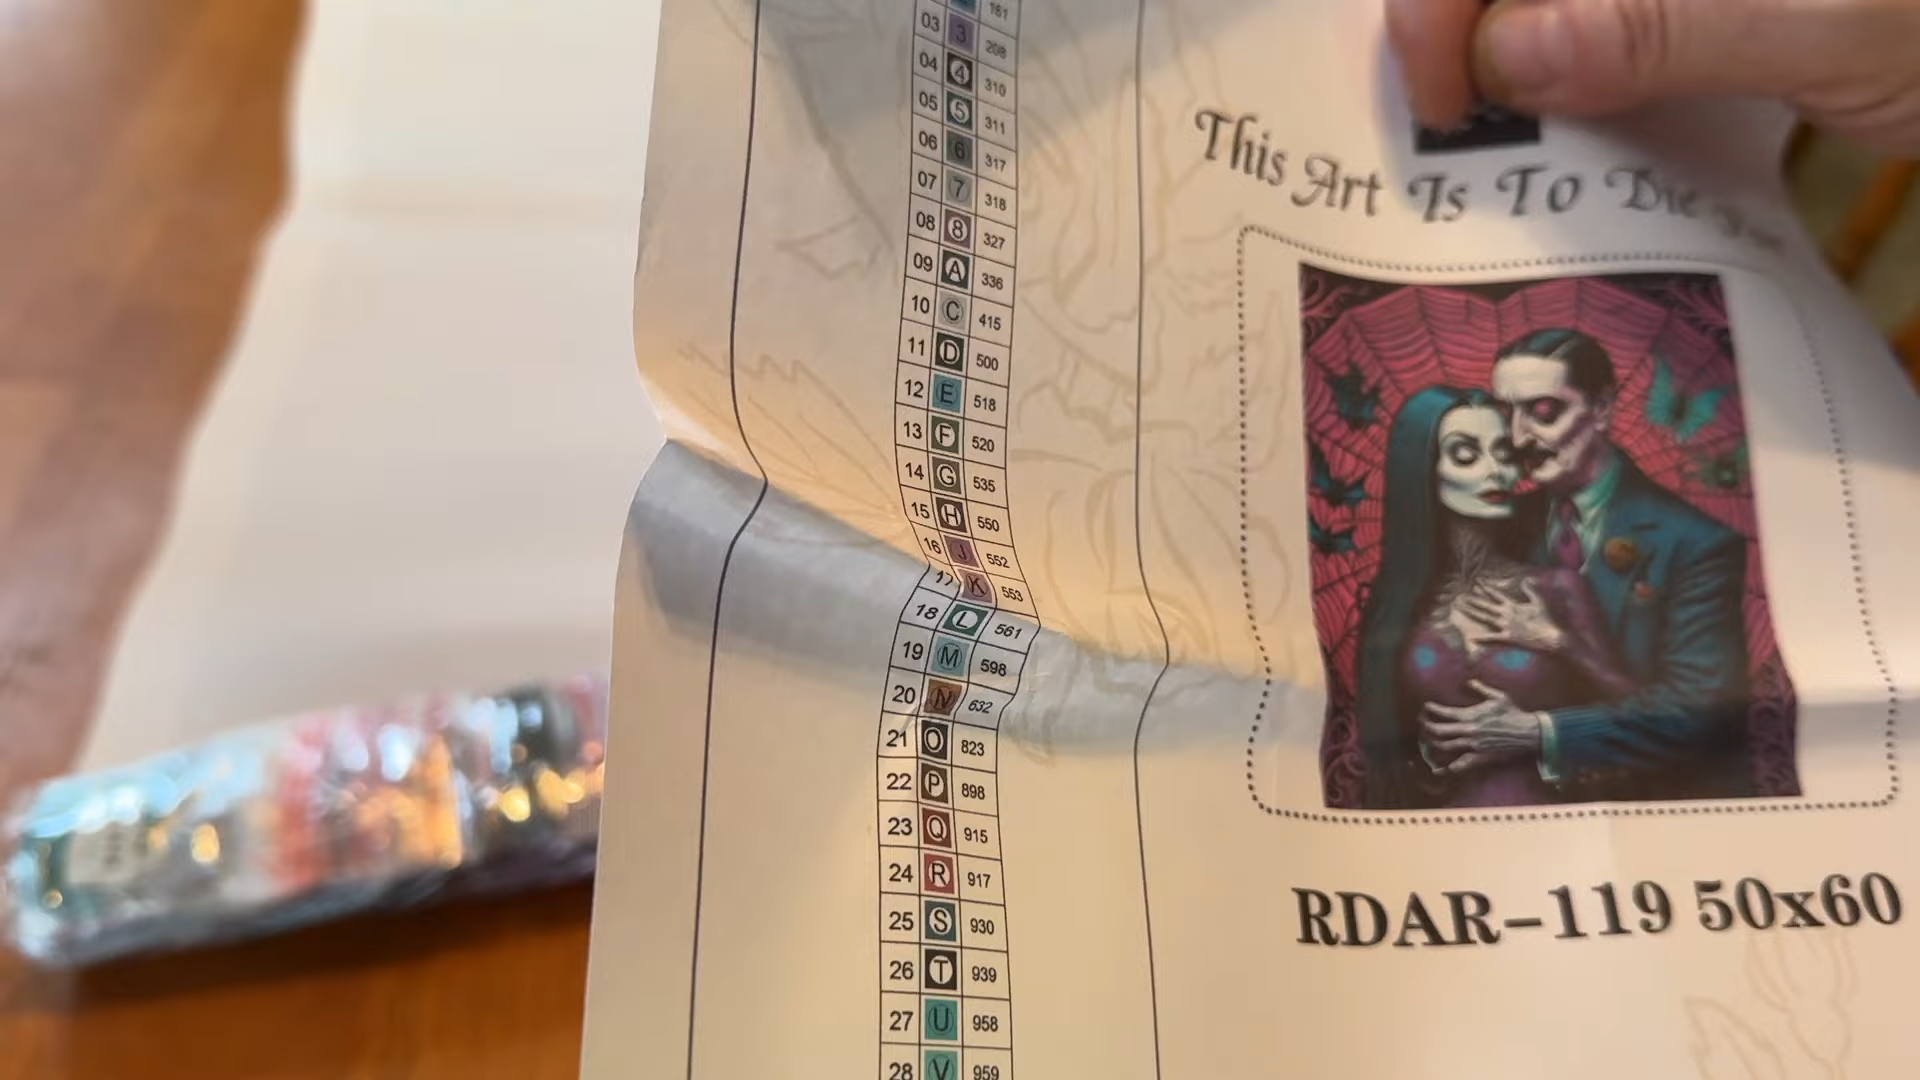 161
03 3 208
04 4 310
05 5 311
06 6 317
07 7 318
08 8 327
09 A 336
10 C 415
11 D 500
12 E 518
13 F 520
14 G 535
15 H 550
16 J 552
17 K 553
18 L 561
19 M 598
20 N 632
21 O 823
22 P 898
23 Q 915
24 R 917
25 S 930
26 T 939
27 U 958
28 V 959
This Art Is To Die
RDAR-119 50x60